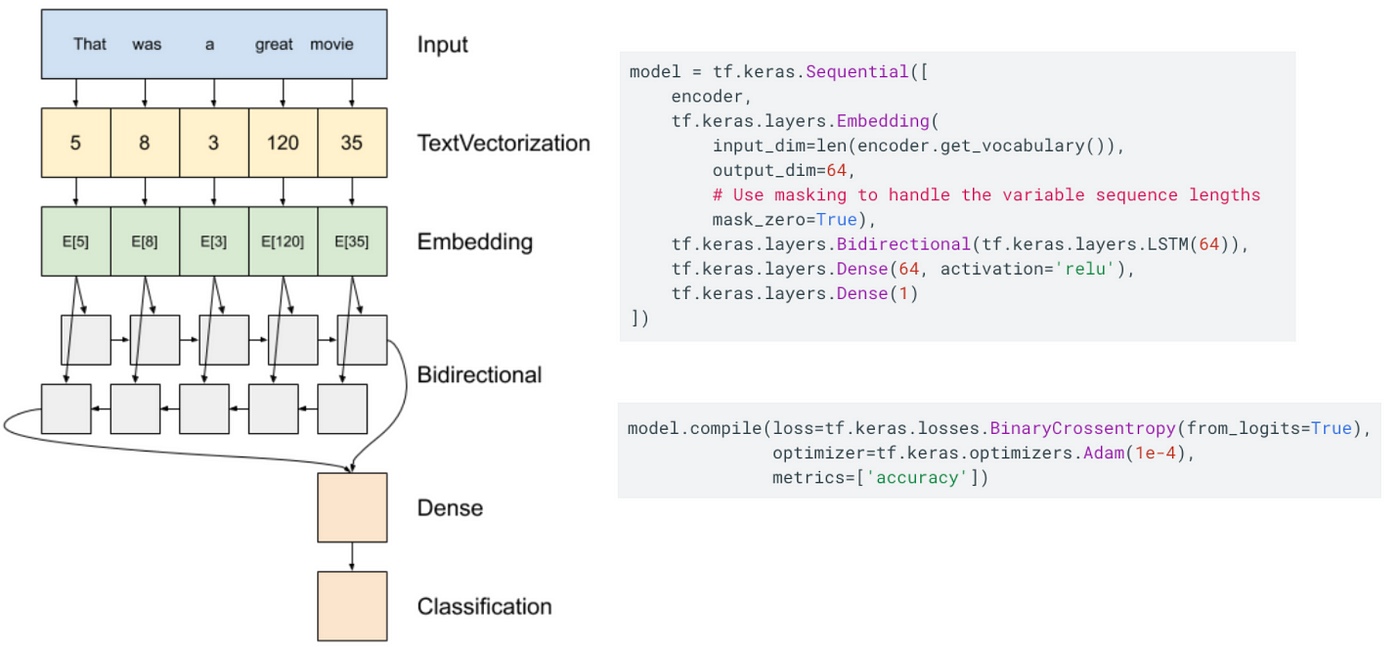 That was a great movie
Input
5 8 3 120 35
TextVectorization
E[5] E[8] E[3] E[120] E[35]
Embedding
Bidirectional
Dense
Classification
model = tf.keras.Sequential([
    encoder,
    tf.keras.layers.Embedding(
        input_dim=len(encoder.get_vocabulary()),
        output_dim=64,
        # Use masking to handle the variable sequence lengths
        mask_zero=True),
    tf.keras.layers.Bidirectional(tf.keras.layers.LSTM(64)),
    tf.keras.layers.Dense(64, activation='relu'),
    tf.keras.layers.Dense(1)
])
model.compile(loss=tf.keras.losses.BinaryCrossentropy(from_logits=True),
              optimizer=tf.keras.optimizers.Adam(1e-4),
              metrics=['accuracy'])